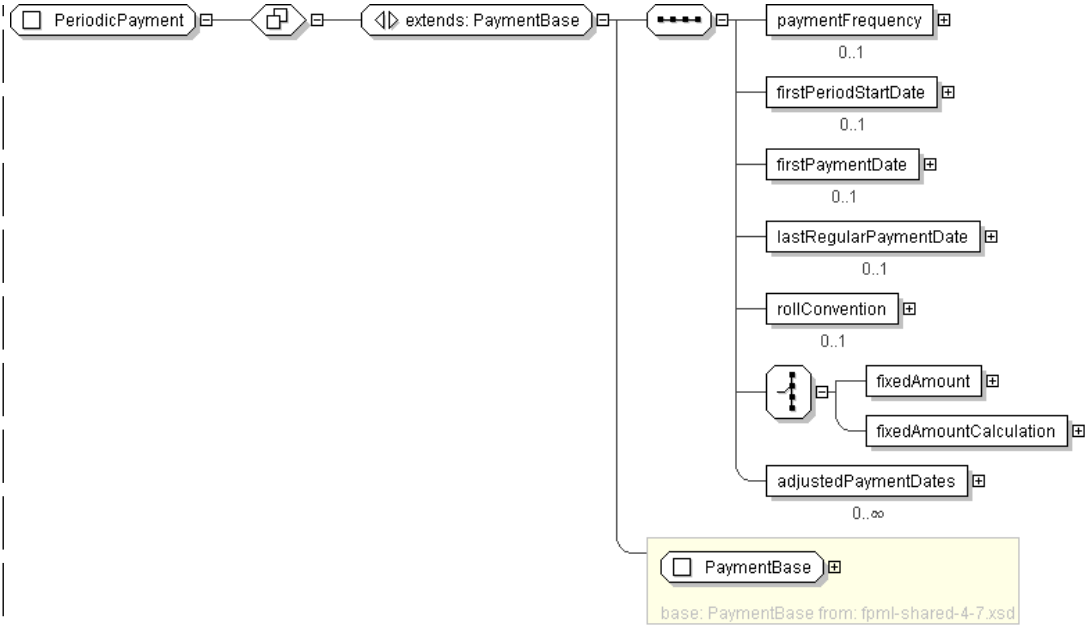 PeriodicPayment
extends: PaymentBase
paymentFrequency
0..1
firstPeriodStartDate
0..1
firstPaymentDate
0..1
lastRegularPaymentDate
0..1
rollConvention
0..1
fixedAmount
fixedAmountCalculation
adjustedPaymentDates
0..∞
PaymentBase
base: PaymentBase from: fpml-shared-4-7.xsd